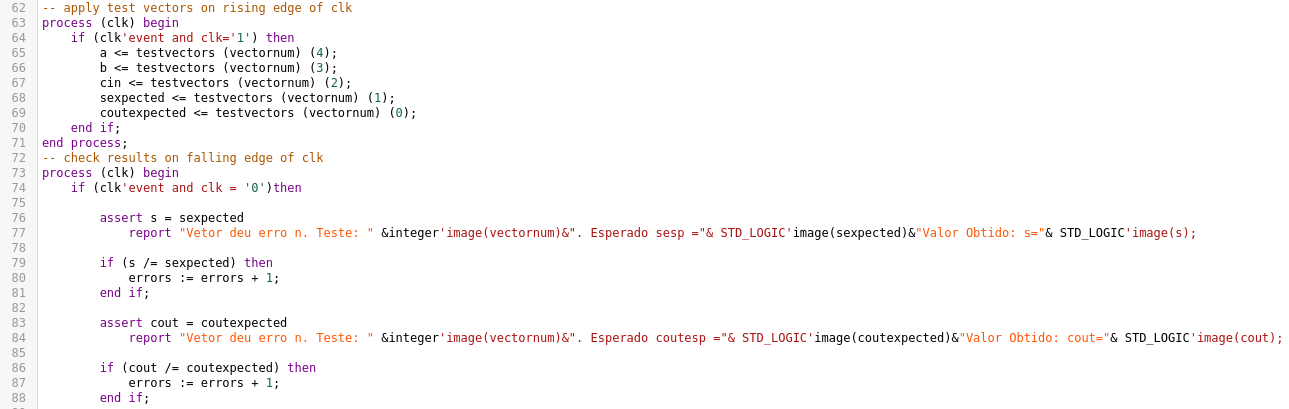 62 -- apply test vectors on rising edge of clk
63 process (clk) begin
64     if (clk'event and clk='1') then
65         a <= testvectors (vectornum) (4);
66         b <= testvectors (vectornum) (3);
67         cin <= testvectors (vectornum) (2);
68         sexpected <= testvectors (vectornum) (1);
69         coutexpected <= testvectors (vectornum) (0);
70     end if;
71 end process;
72 -- check results on falling edge of clk
73 process (clk) begin
74     if (clk'event and clk = '0')then
75
76         assert s = sexpected
77             report "Vetor deu erro n. Teste: " &integer'image(vectornum)&". Esperado sesp ="& STD_LOGIC'image(sexpected)&"Valor Obtido: s="& STD_LOGIC'image(s);
78
79         if (s /= sexpected) then
80             errors := errors + 1;
81         end if;
82
83         assert cout = coutexpected
84             report "Vetor deu erro n. Teste: " &integer'image(vectornum)&". Esperado coutesp ="& STD_LOGIC'image(coutexpected)&"Valor Obtido: cout="& STD_LOGIC'image(cout);
85
86         if (cout /= coutexpected) then
87             errors := errors + 1;
88         end if;